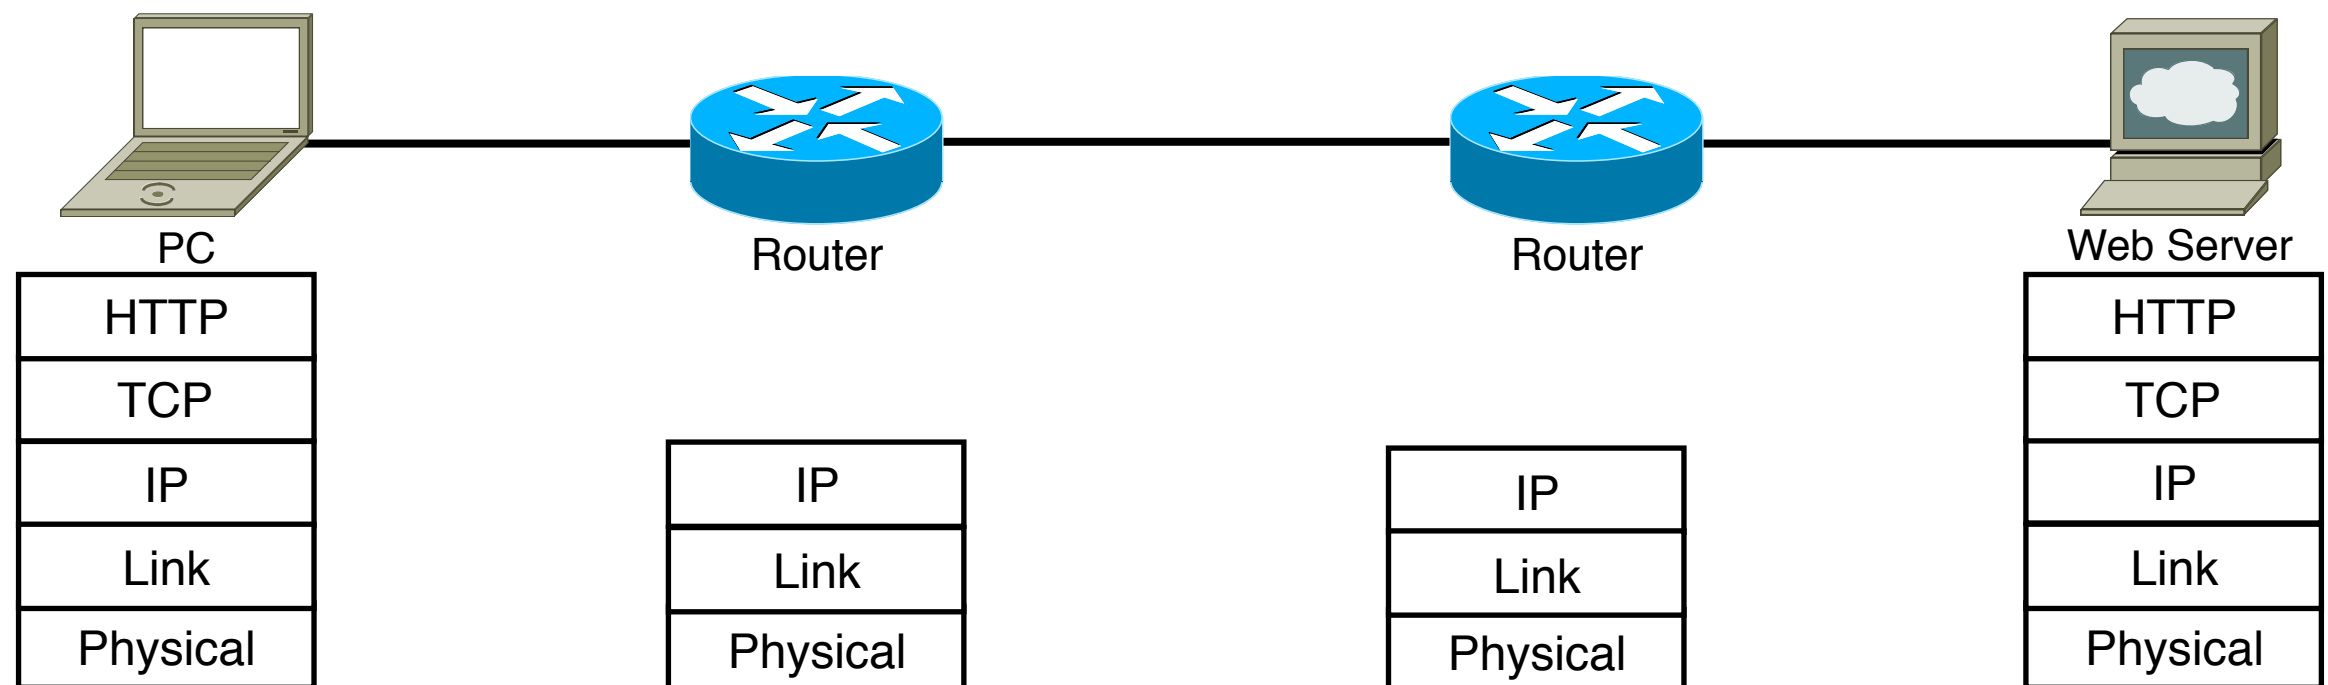 PC
Router
Router
Web Server
HTTP
TCP
IP
Link
Physical
IP
Link
Physical
IP
Link
Physical
HTTP
TCP
IP
Link
Physical